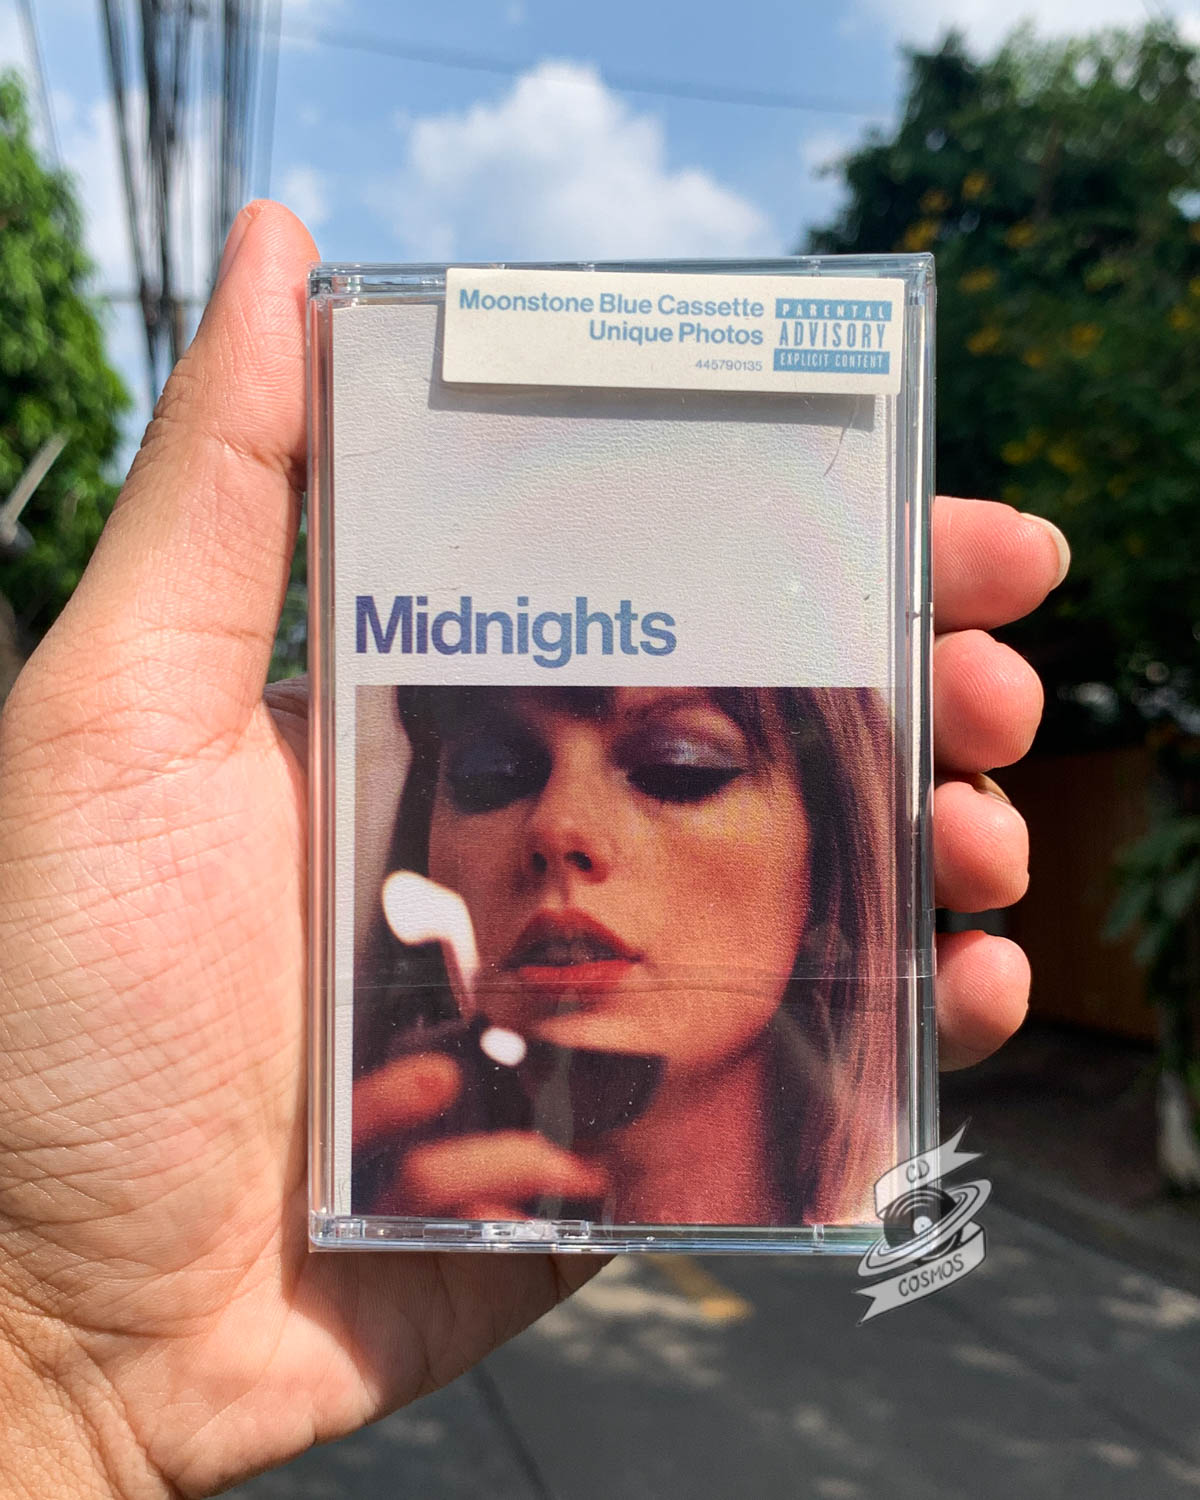 Moonstone Blue Cassette
Unique Photos
445790135
PARENTAL
ADVISORY
EXPLICIT CONTENT
Midnights
CD
COSMOS